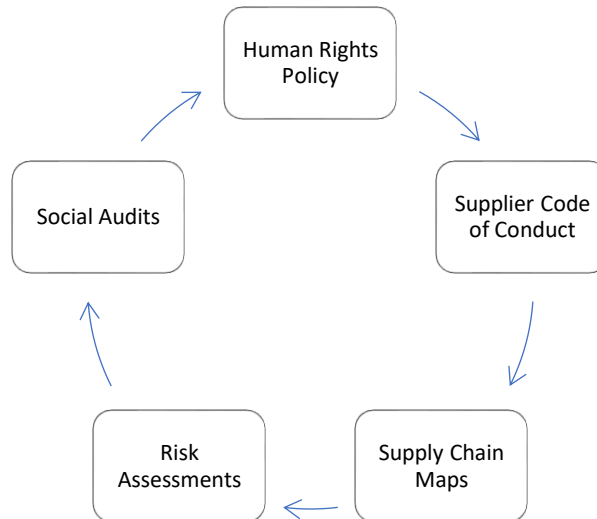 Human Rights
Policy
Supplier Code
of Conduct
Supply Chain
Maps
Risk
Assessments
Social Audits